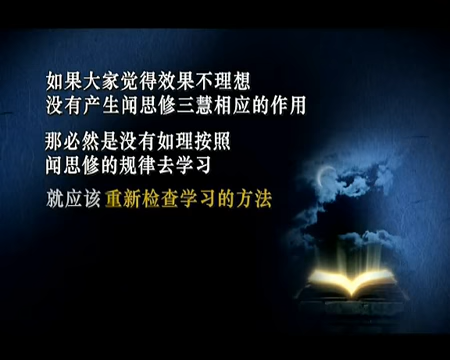 如果大家觉得效果不理想
没有产生闻思修三慧相应的作用
那必然是没有如理按照
闻思修的规律去学习
就应该重新检查学习的方法